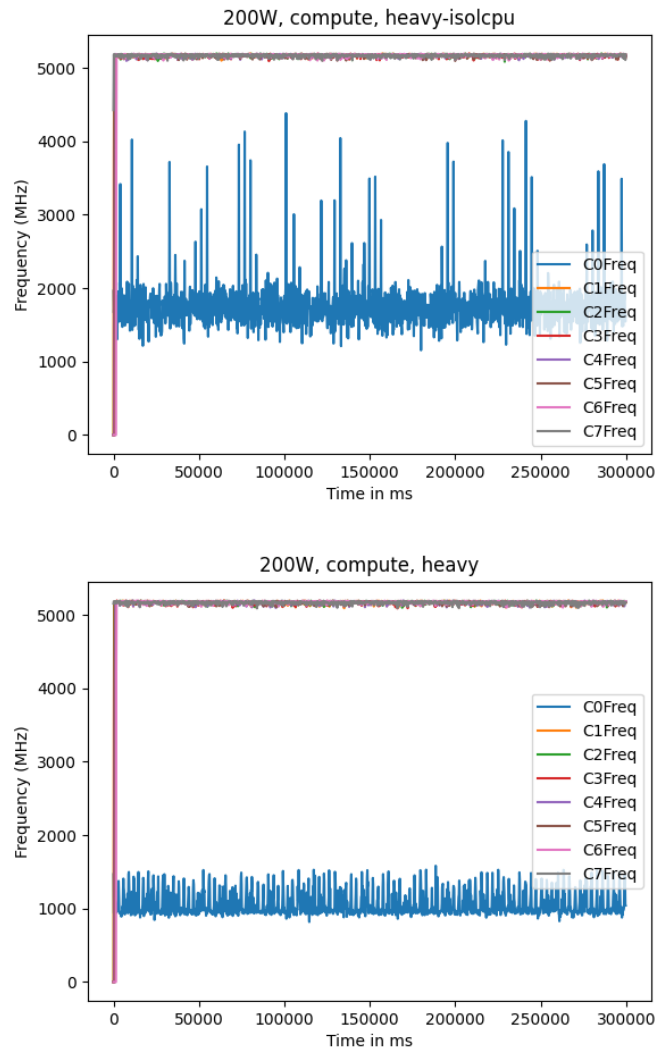 200W, compute, heavy-isolcpu
Frequency (MHz)
5000
4000
3000
2000
1000
0
C0Freq
C1Freq
C2Freq
C3Freq
C4Freq
C5Freq
C6Freq
C7Freq
0 50000 100000 150000 200000 250000 300000
Time in ms
200W, compute, heavy
Frequency (MHz)
5000
4000
3000
2000
1000
0
C0Freq
C1Freq
C2Freq
C3Freq
C4Freq
C5Freq
C6Freq
C7Freq
0 50000 100000 150000 200000 250000 300000
Time in ms